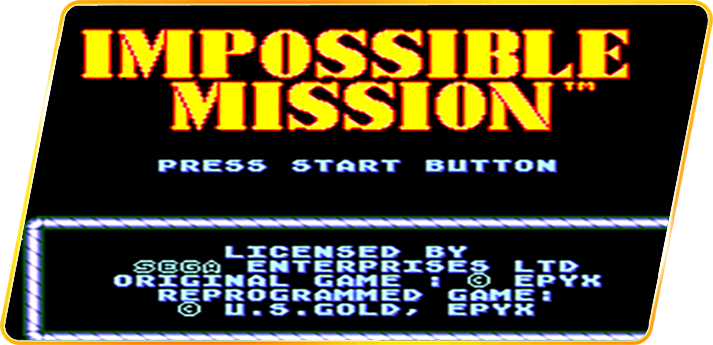 IMPOSSIBLE
MISSION™
PRESS START BUTTON
LICENSED BY
SEGA ENTERPRISES LTD
ORIGINAL GAME : © EPYX
REPROGRAMMED GAME:
© U.S.GOLD, EPYX